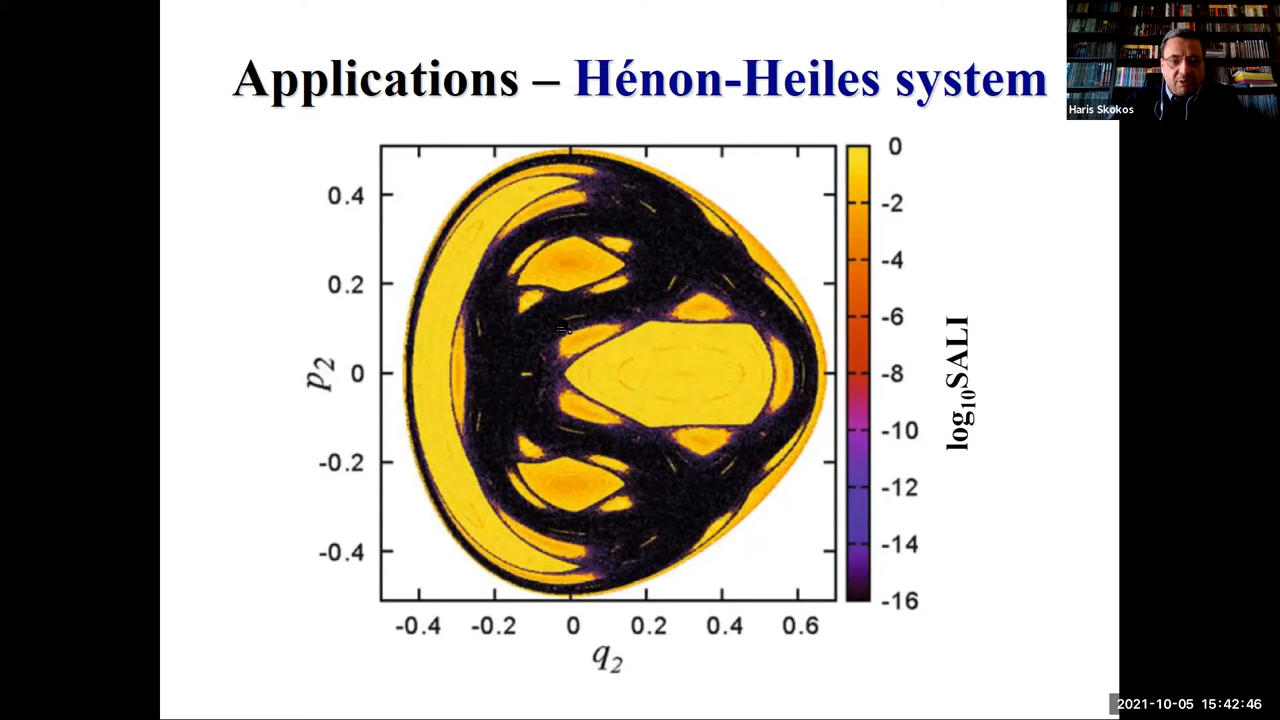 Applications – Hénon-Heiles system
Haris Skokos
0
0.4
-2
-4
0.2
-6
p2
0
-8
log10SALI
-10
-0.2
-12
-14
-0.4
-16
-0.4 -0.2 0 0.2 0.4 0.6
q2
2021-10-05 15:42:46